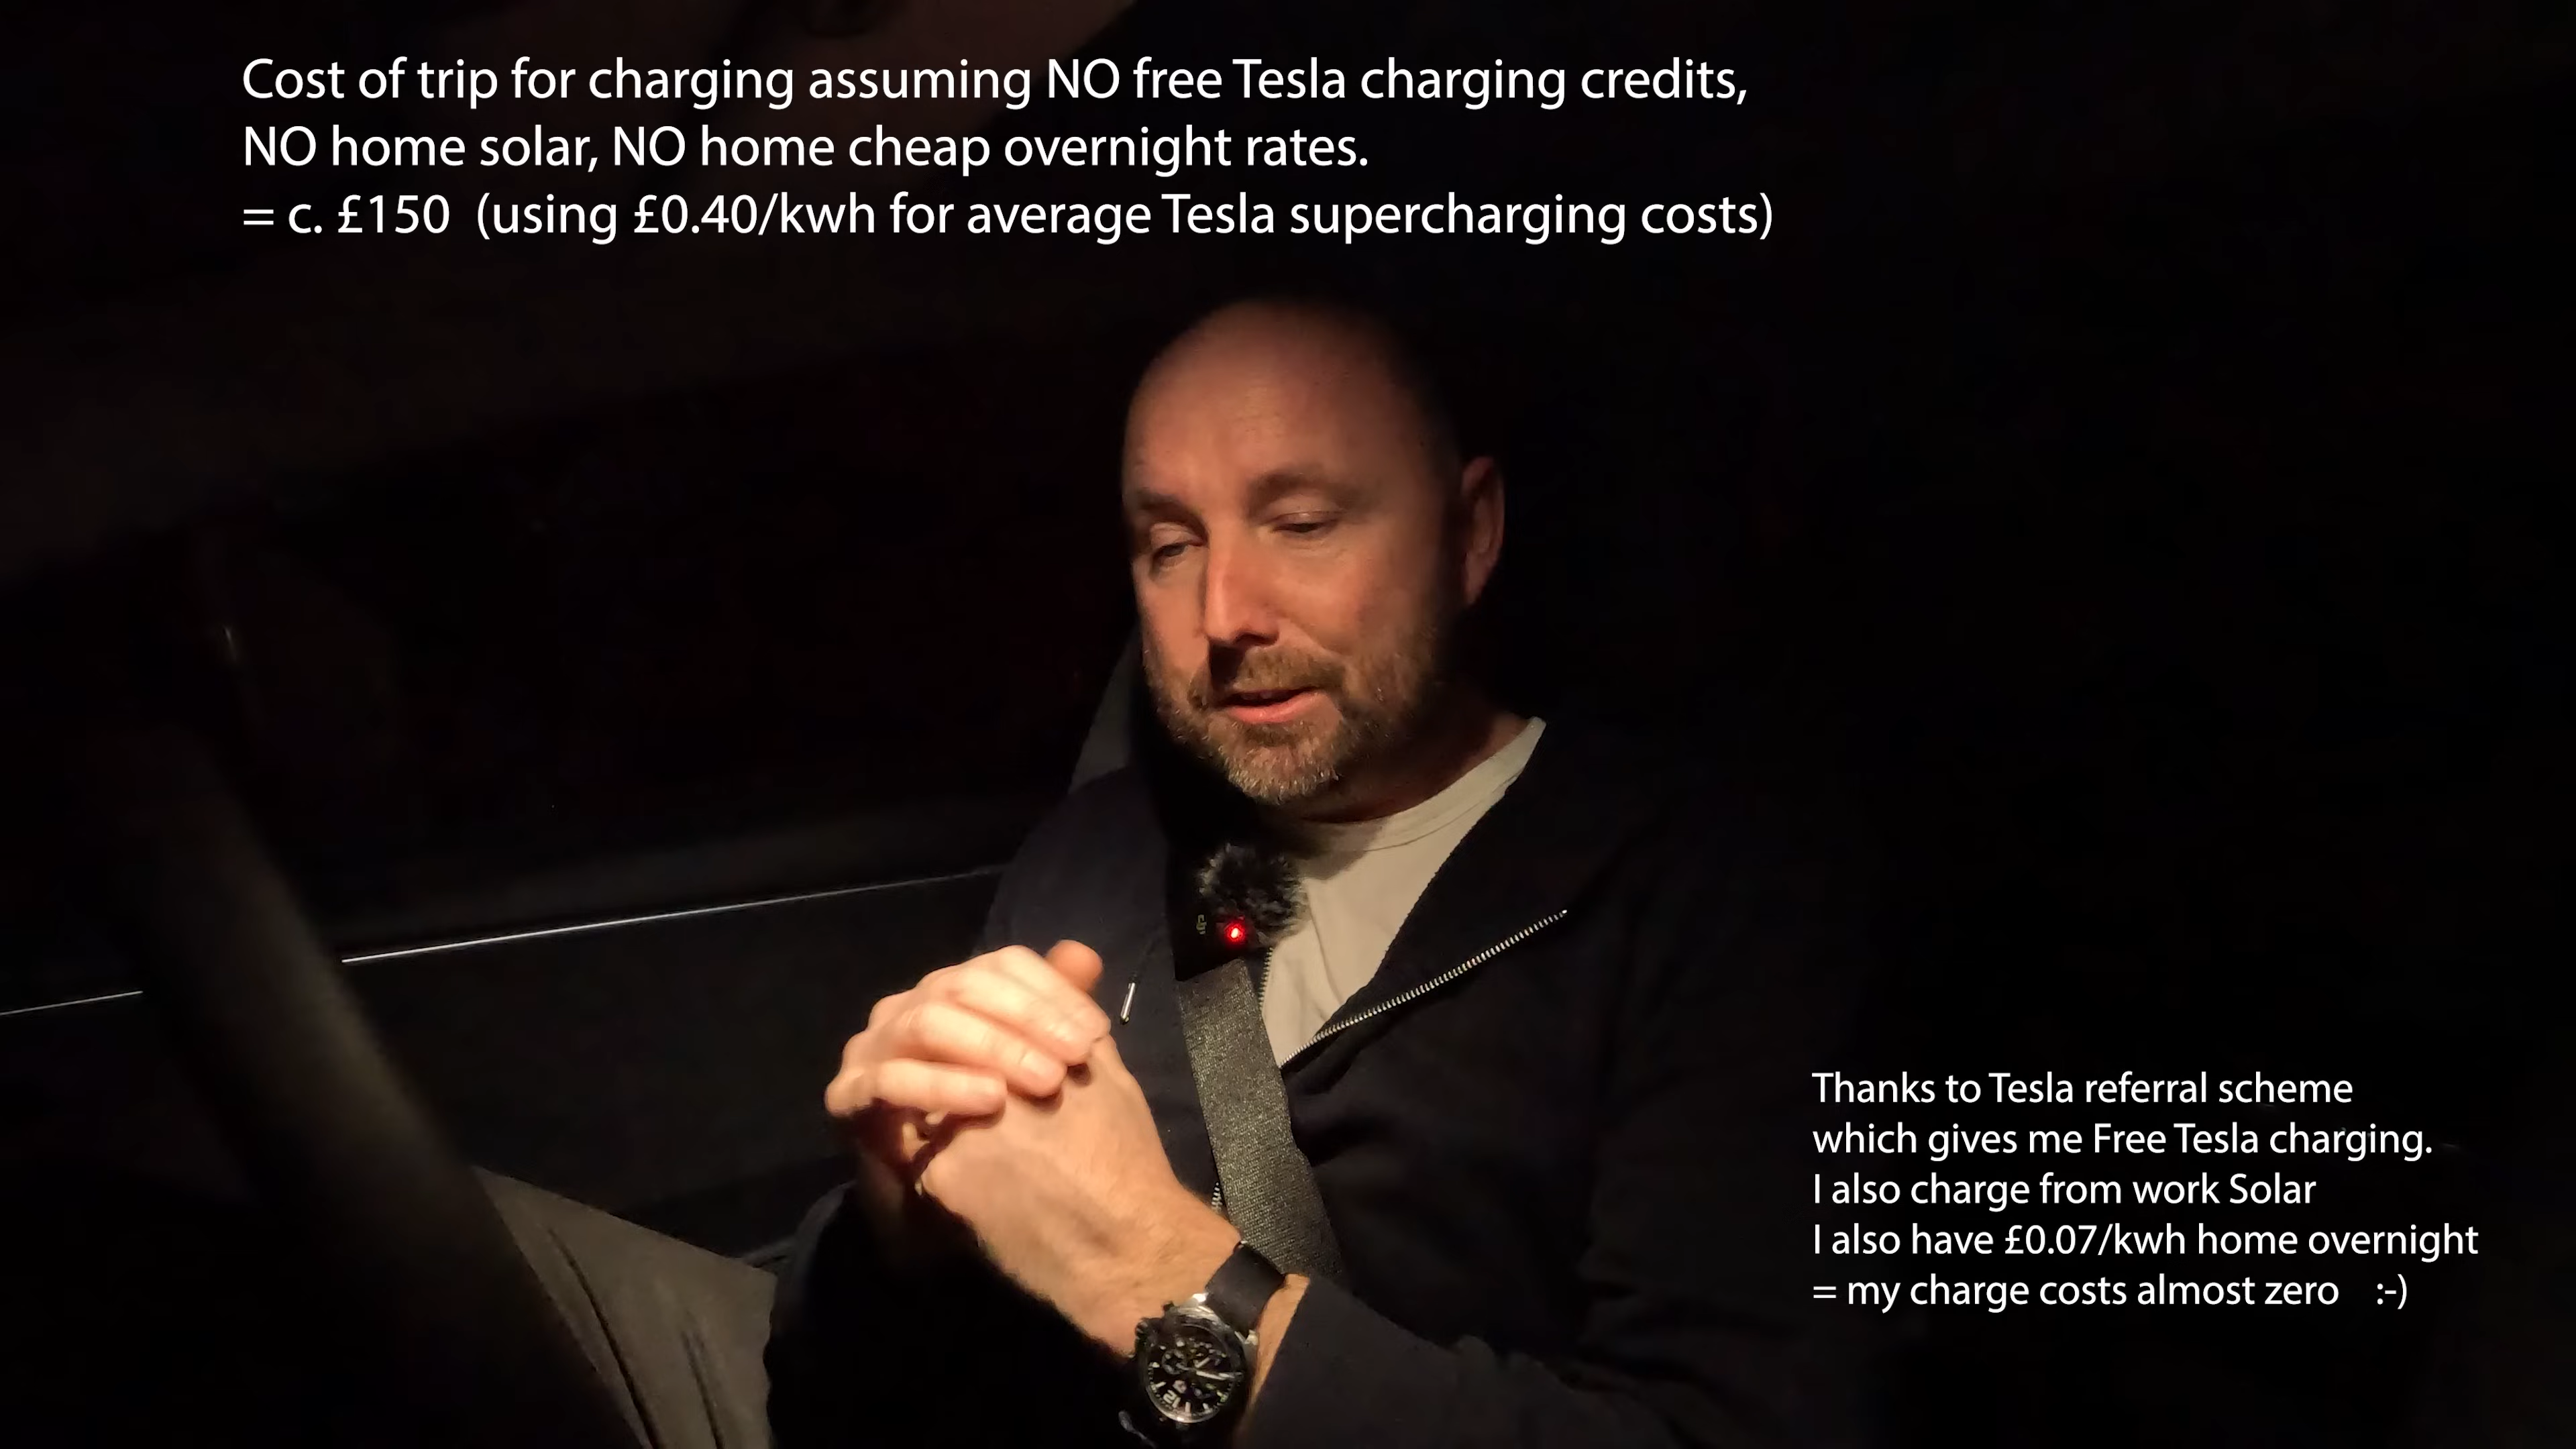 Cost of trip for charging assuming NO free Tesla charging credits,
NO home solar, NO home cheap overnight rates.
= c. £150  (using £0.40/kwh for average Tesla supercharging costs)
Thanks to Tesla referral scheme
which gives me Free Tesla charging.
I also charge from work Solar
I also have £0.07/kwh home overnight
= my charge costs almost zero    :-)
12